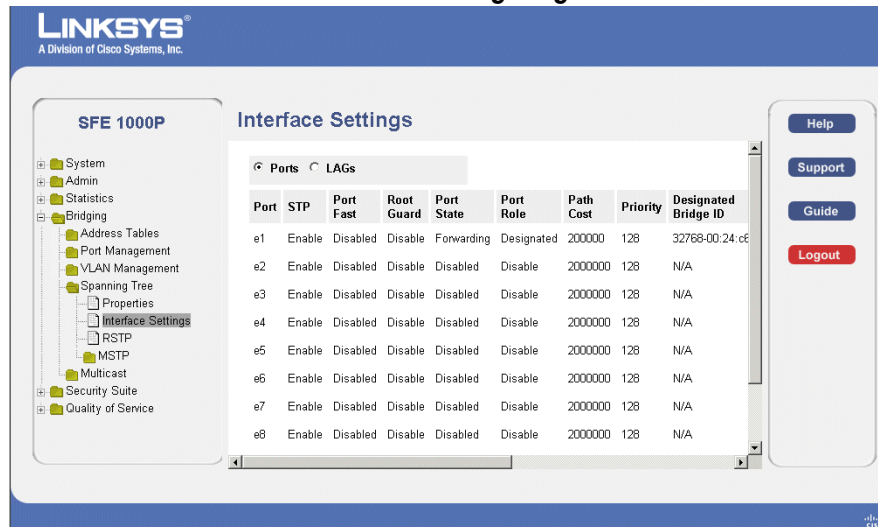 LINKSYS®
A Division of Cisco Systems, Inc.
SFE 1000P
System
Admin
Statistics
Bridging
Address Tables
Port Management
VLAN Management
Spanning Tree
Properties
Interface Settings
RSTP
MSTP
Multicast
Security Suite
Quality of Service
Interface Settings
Ports LAGs
Port STP Port Fast Root Guard Port State Port Role Path Cost Priority Designated Bridge ID
e1 Enable Disabled Disable Forwarding Designated 200000 128 32768-00:24:c6
e2 Enable Disabled Disable Disabled Disable 2000000 128 N/A
e3 Enable Disabled Disable Disabled Disable 2000000 128 N/A
e4 Enable Disabled Disable Disabled Disable 2000000 128 N/A
e5 Enable Disabled Disable Disabled Disable 2000000 128 N/A
e6 Enable Disabled Disable Disabled Disable 2000000 128 N/A
e7 Enable Disabled Disable Disabled Disable 2000000 128 N/A
e8 Enable Disabled Disable Disabled Disable 2000000 128 N/A
Help
Support
Guide
Logout